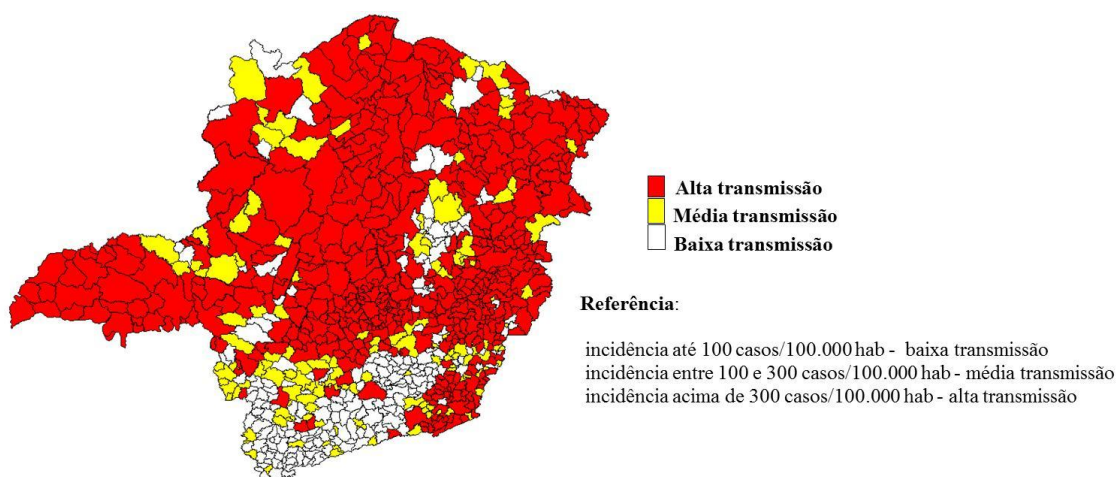 Alta transmissão
Média transmissão
Baixa transmissão
Referência:
incidência até 100 casos/100.000 hab - baixa transmissão
incidência entre 100 e 300 casos/100.000 hab - média transmissão
incidência acima de 300 casos/100.000 hab - alta transmissão